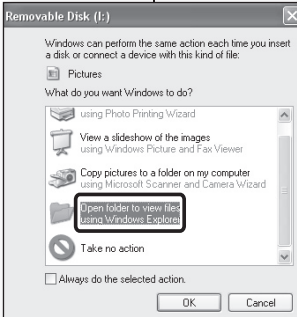 Removable Disk (I:)
Windows can perform the same action each time you insert
a disk or connect a device with this kind of file:
Pictures
What do you want Windows to do?
using Photo Printing Wizard
View a slideshow of the images
using Windows Picture and Fax Viewer
Copy pictures to a folder on my computer
using Microsoft Scanner and Camera Wizard
Open folder to view files
using Windows Explorer
Take no action
Always do the selected action.
OK
Cancel